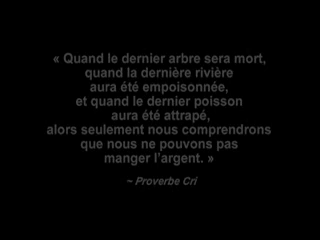 « Quand le dernier arbre sera mort,
quand la dernière rivière
aura été empoisonnée,
et quand le dernier poisson
aura été attrapé,
alors seulement nous comprendrons
que nous ne pouvons pas
manger l'argent. »
~ Proverbe Cri